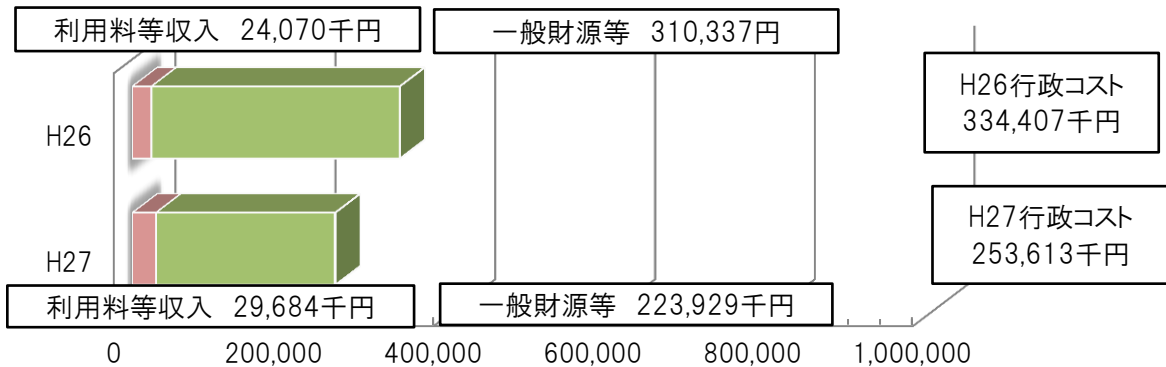 利用料等収入 24,070千円
一般財源等 310,337円
H26行政コスト
334,407千円
H26
H27行政コスト
253,613千円
H27
利用料等収入 29,684千円
一般財源等 223,929千円
0 200,000 400,000 600,000 800,000 1,000,000